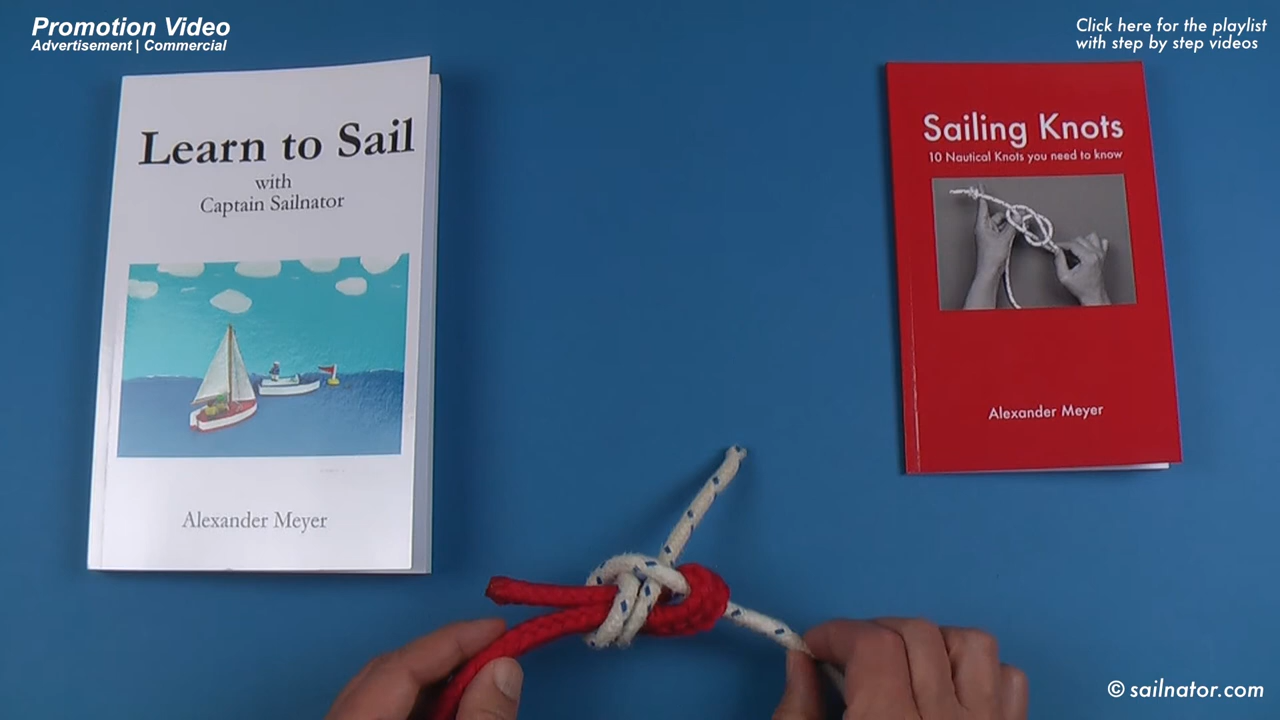 Promotion Video
Advertisement | Commercial
Click here for the playlist
with step by step videos
Learn to Sail
with
Captain Sailnator
Alexander Meyer
Sailing Knots
10 Nautical Knots you need to know
Alexander Meyer
© sailnator.com